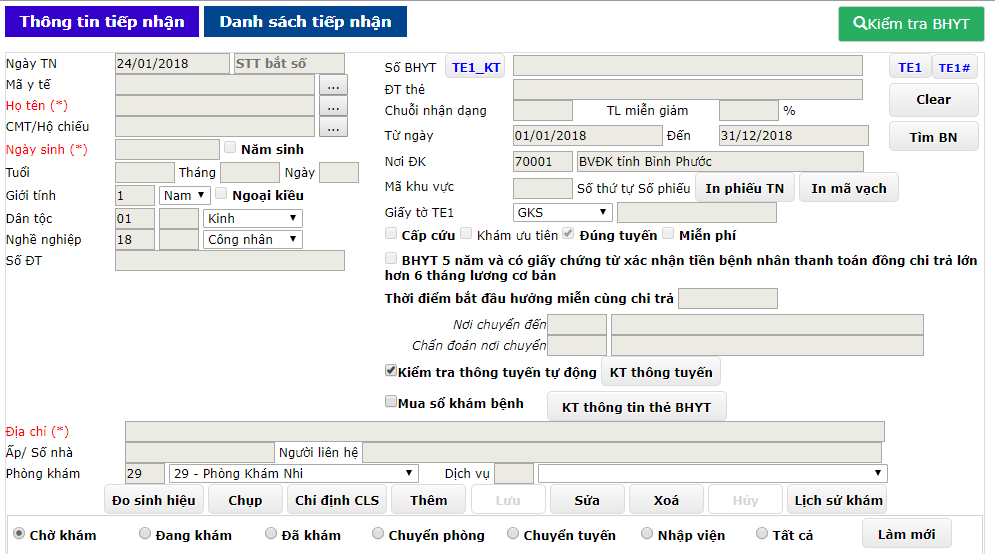 Thông tin tiếp nhận Danh sách tiếp nhận Kiểm tra BHYT
Ngày TN 24/01/2018 STT bắt số
Mã y tế ...
Họ tên (*) ...
CMT/Hộ chiếu ...
Ngày sinh (*) Năm sinh
Tuổi Tháng Ngày
Giới tính 1 Nam Ngoại kiều
Dân tộc 01 Kinh
Nghề nghiệp 18 Công nhân
Số ĐT
Số BHYT TE1_KT TE1 TE1#
ĐT thẻ Clear
Chuỗi nhận dạng TL miễn giảm %
Từ ngày 01/01/2018 Đến 31/12/2018 Tìm BN
Nơi ĐK 70001 BVĐK tỉnh Bình Phước
Mã khu vực Số thứ tự Số phiếu In phiếu TN In mã vạch
Giấy tờ TE1 GKS
Cấp cứu Khám ưu tiên Đúng tuyến Miễn phí
BHYT 5 năm và có giấy chứng từ xác nhận tiền bệnh nhân thanh toán đồng chi trả lớn
hơn 6 tháng lương cơ bản
Thời điểm bắt đầu hưởng miễn cùng chi trả
Nơi chuyển đến
Chẩn đoán nơi chuyển
Kiểm tra thông tuyến tự động KT thông tuyến
Mua sổ khám bệnh KT thông tin thẻ BHYT
Địa chỉ (*)
Ấp/ Số nhà Người liên hệ
Phòng khám 29 29 - Phòng Khám Nhi Dịch vụ
Đo sinh hiệu Chụp Chỉ định CLS Thêm Lưu Sửa Xoá Hủy Lịch sử khám
Chờ khám Đang khám Đã khám Chuyển phòng Chuyển tuyến Nhập viện Tất cả Làm mới